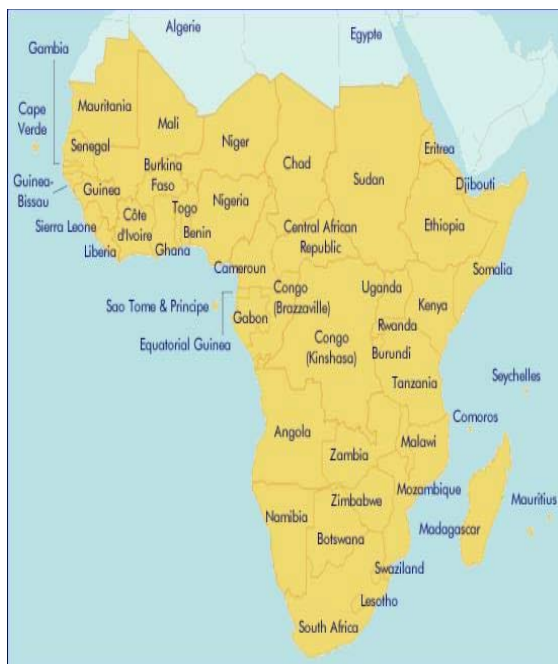 Algerie
Egypte
Gambia
Cape
Verde
Mauritania
Mali
Niger
Chad
Sudan
Eritrea
Senegal
Burkina
Faso
Djibouti
Guinea-
Bissau
Guinea
Côte
d'Ivoire
Togo
Benin
Nigeria
Central African
Republic
Ethiopia
Sierra Leone
Liberia
Ghana
Cameroun
Somalia
Sao Tome & Principe
Equatorial Guinea
Gabon
Congo
(Brazzaville)
Congo
(Kinshasa)
Uganda
Kenya
Rwanda
Burundi
Tanzania
Seychelles
Comoros
Angola
Zambia
Malawi
Mozambique
Mauritius
Madagascar
Zimbabwe
Namibia
Botswana
Swaziland
Lesotho
South Africa